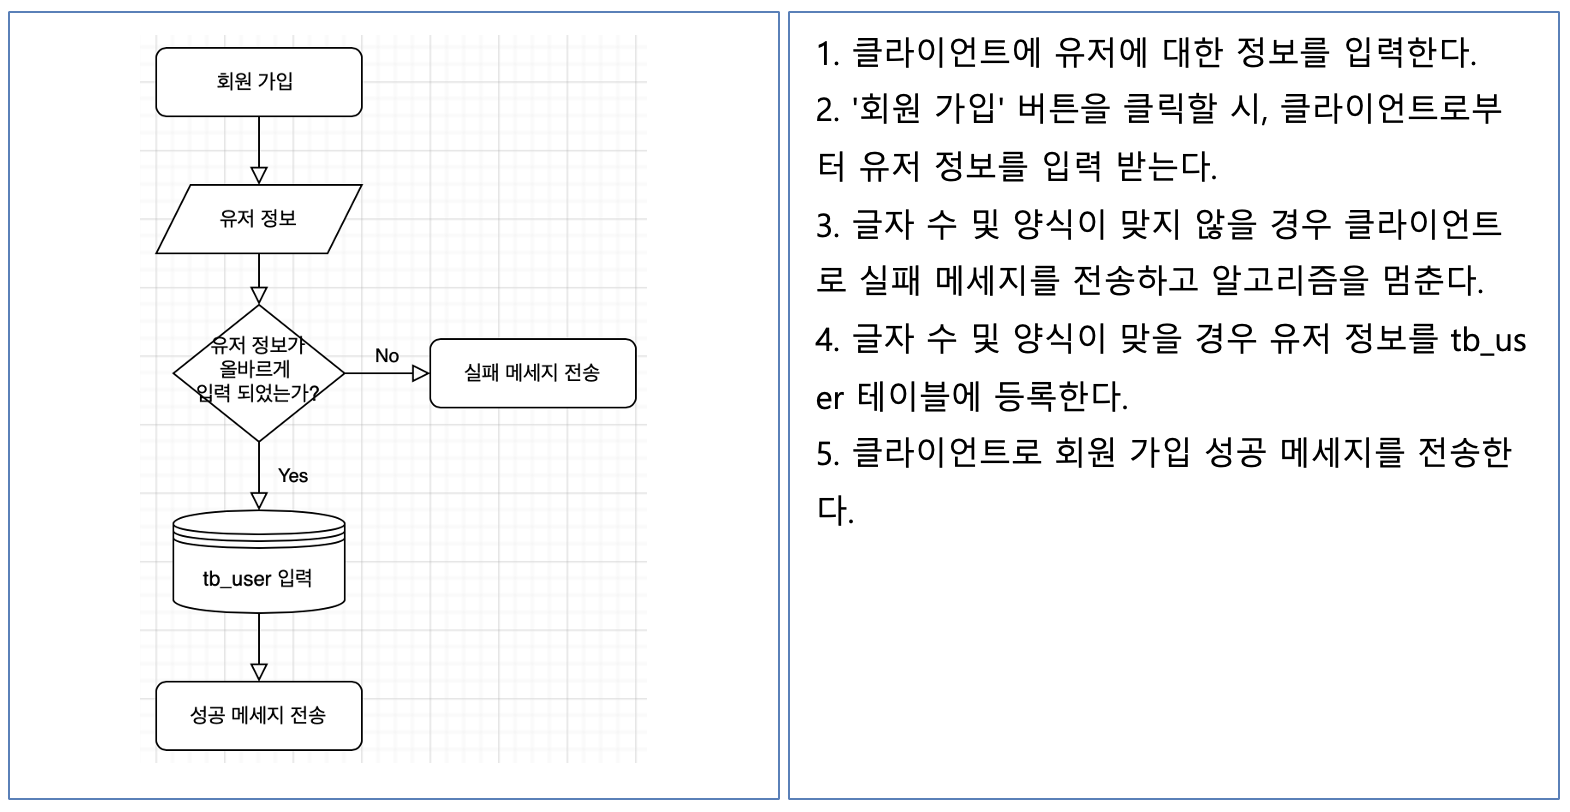 회원 가입
유저 정보
유저 정보가
올바르게
입력 되었는가?
No
실패 메세지 전송
Yes
tb_user 입력
성공 메세지 전송
1. 클라이언트에 유저에 대한 정보를 입력한다.
2. '회원 가입' 버튼을 클릭할 시, 클라이언트로부
터 유저 정보를 입력 받는다.
3. 글자 수 및 양식이 맞지 않을 경우 클라이언트
로 실패 메세지를 전송하고 알고리즘을 멈춘다.
4. 글자 수 및 양식이 맞을 경우 유저 정보를 tb_us
er 테이블에 등록한다.
5. 클라이언트로 회원 가입 성공 메세지를 전송한
다.